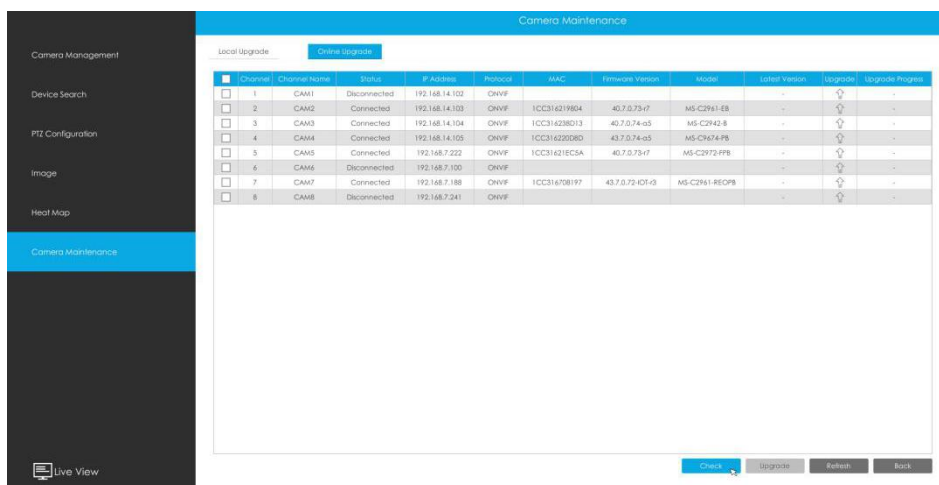 Camera Maintenance
Camera Management
Device Search
PTZ Configuration
Image
Heat Map
Camera Maintenance
Live View
Local Upgrade Online Upgrade
Channel Channel Name Status IP Address Protocol MAC Firmware Version Model Latest Version Upgrade Upgrade Progress
1 CAM1 Disconnected 192.168.14.102 ONVIF - -
2 CAM2 Connected 192.168.14.103 ONVIF 1CC316219804 40.7.0.73-r7 MS-C2961-EB - -
3 CAM3 Connected 192.168.14.104 ONVIF 1CC31623BD13 40.7.0.74-a5 MS-C2942-B - -
4 CAM4 Connected 192.168.14.105 ONVIF 1CC316220D8D 43.7.0.74-a5 MS-C9674-PB - -
5 CAM5 Connected 192.168.7.222 ONVIF 1CC31621EC5A 40.7.0.73-r7 MS-C2972-FPB - -
6 CAM6 Disconnected 192.168.7.100 ONVIF - -
7 CAM7 Connected 192.168.7.188 ONVIF 1CC316708197 43.7.0.72-IOT-r3 MS-C2961-REOPB - -
8 CAM8 Disconnected 192.168.7.241 ONVIF - -
Check Upgrade Refresh Back